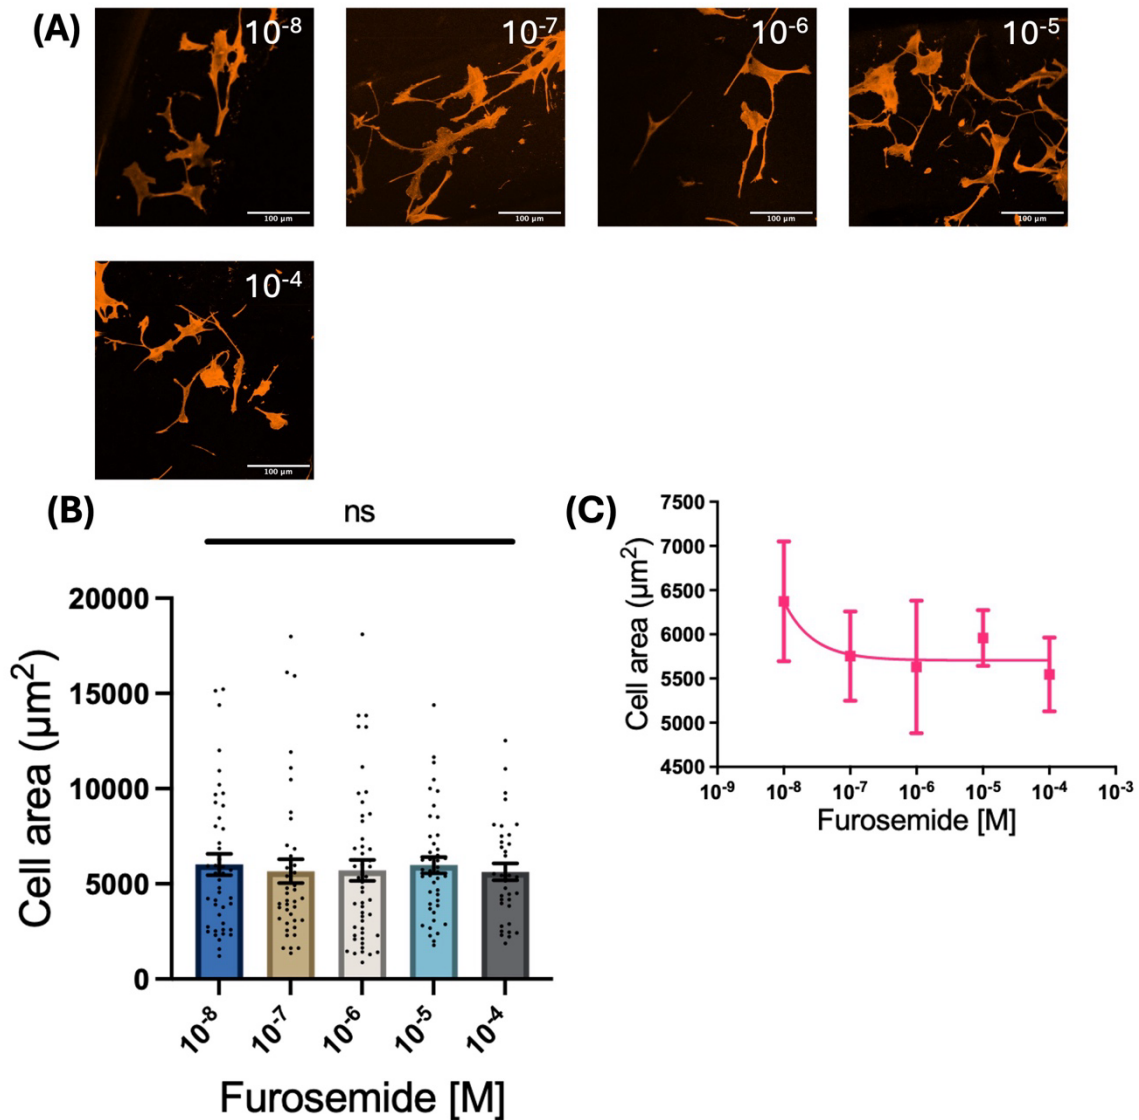 (A)
10⁻⁸
10⁻⁷
10⁻⁶
10⁻⁵
100 µm
100 µm
100 µm
100 µm
10⁻⁴
100 µm
(B)
ns
Cell area (µm²)
20000
15000
10000
5000
0
10⁻⁸
10⁻⁷
10⁻⁶
10⁻⁵
10⁻⁴
Furosemide [M]
(C)
Cell area (µm²)
7500
7000
6500
6000
5500
5000
4500
10⁻⁹
10⁻⁸
10⁻⁷
10⁻⁶
10⁻⁵
10⁻⁴
10⁻³
Furosemide [M]